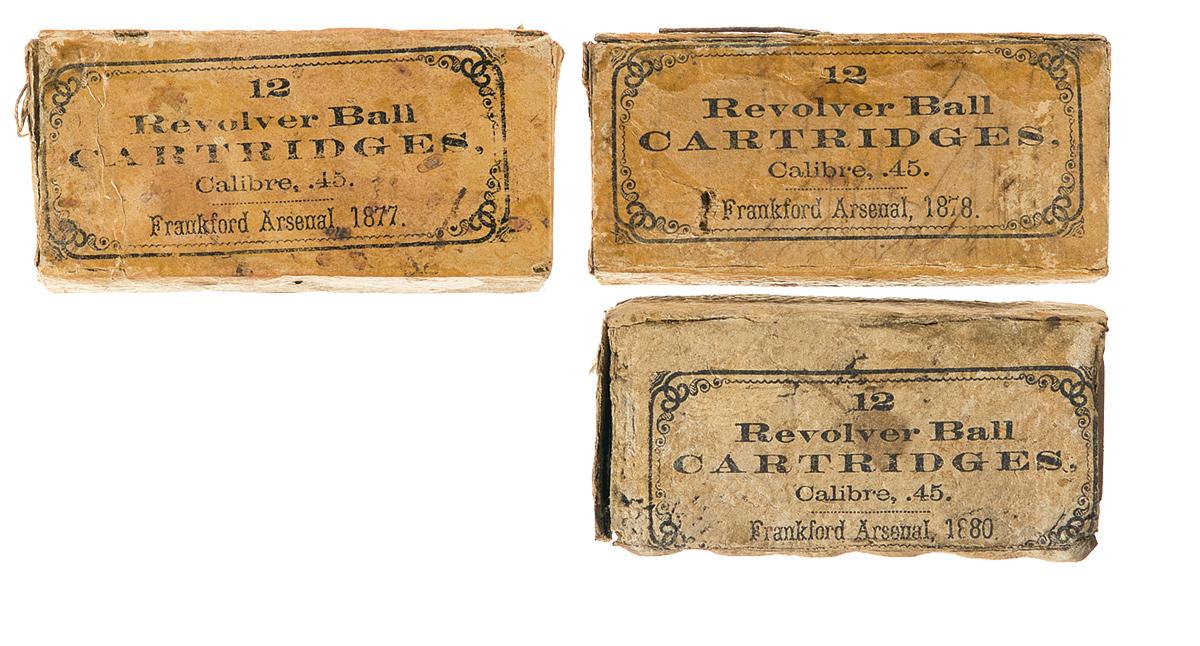 12
Revolver Ball
CARTRIDGES,
Calibre, .45.
Frankford Arsenal, 1877.
12
Revolver Ball
CARTRIDGES.
Calibre, .45.
Frankford Arsenal, 1878.
12
Revolver Ball
CARTRIDGES,
Calibre, .45.
Frankford Arsenal, 1880.